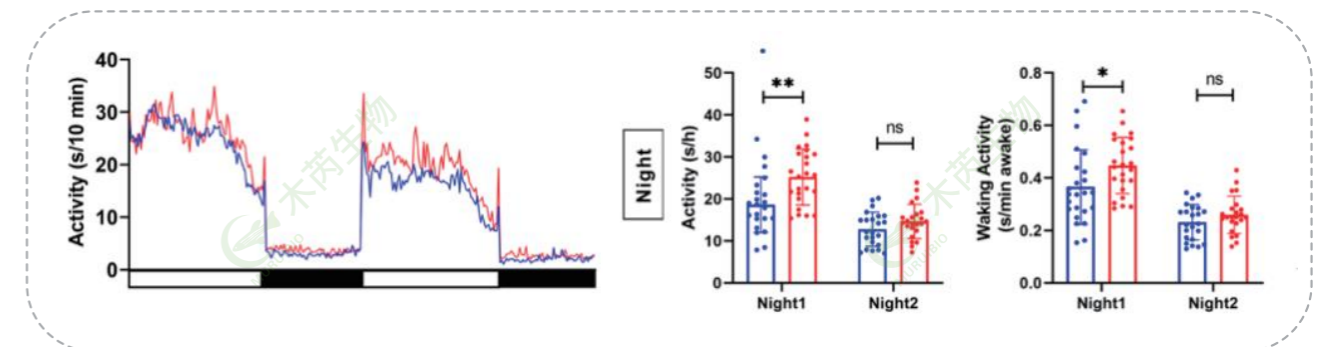 Activity (s/10 min)
40
30
20
10
0
木芮生物
MURUIBIO
Night
Activity (s/h)
50
40
30
20
10
0
**
ns
Night1
Night2
木芮生物
MURUIBIO
Waking Activity
(s/min awake)
0.8
0.6
0.4
0.2
0.0
*
ns
Night1
Night2